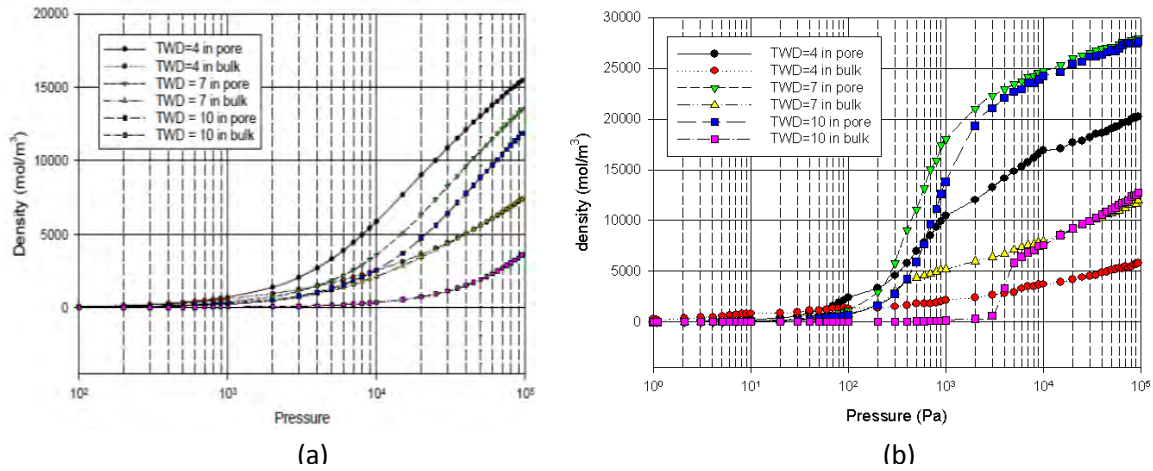 TWD=4 in pore
TWD=4 in bulk
TWD = 7 in pore
TWD = 7 in bulk
TWD = 10 in pore
TWD = 10 in bulk
Density (mol/m³)
20000
15000
10000
5000
0
10²
10³
10⁴
10⁵
Pressure
(a)
TWD=4 in pore
TWD=4 in bulk
TWD=7 in pore
TWD=7 in bulk
TWD=10 in pore
TWD=10 in bulk
density (mol/m³)
30000
25000
20000
15000
10000
5000
0
10⁰
10¹
10²
10³
10⁴
10⁵
Pressure (Pa)
(b)